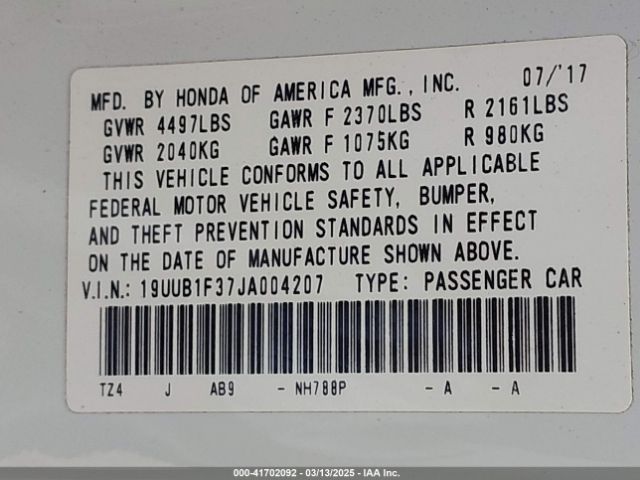 MFD. BY HONDA OF AMERICA MFG., INC. 07/'17
GVWR 4497LBS GAWR F 2370LBS R 2161LBS
GVWR 2040KG GAWR F 1075KG R 980KG
THIS VEHICLE CONFORMS TO ALL APPLICABLE
FEDERAL MOTOR VEHICLE SAFETY, BUMPER,
AND THEFT PREVENTION STANDARDS IN EFFECT
ON THE DATE OF MANUFACTURE SHOWN ABOVE.
V.I.N.: 19UUB1F37JA004207 TYPE: PASSENGER CAR
TZ4 J AB9 - NH788P - A - A
000-41702092 - 03/13/2025 - IAA Inc.